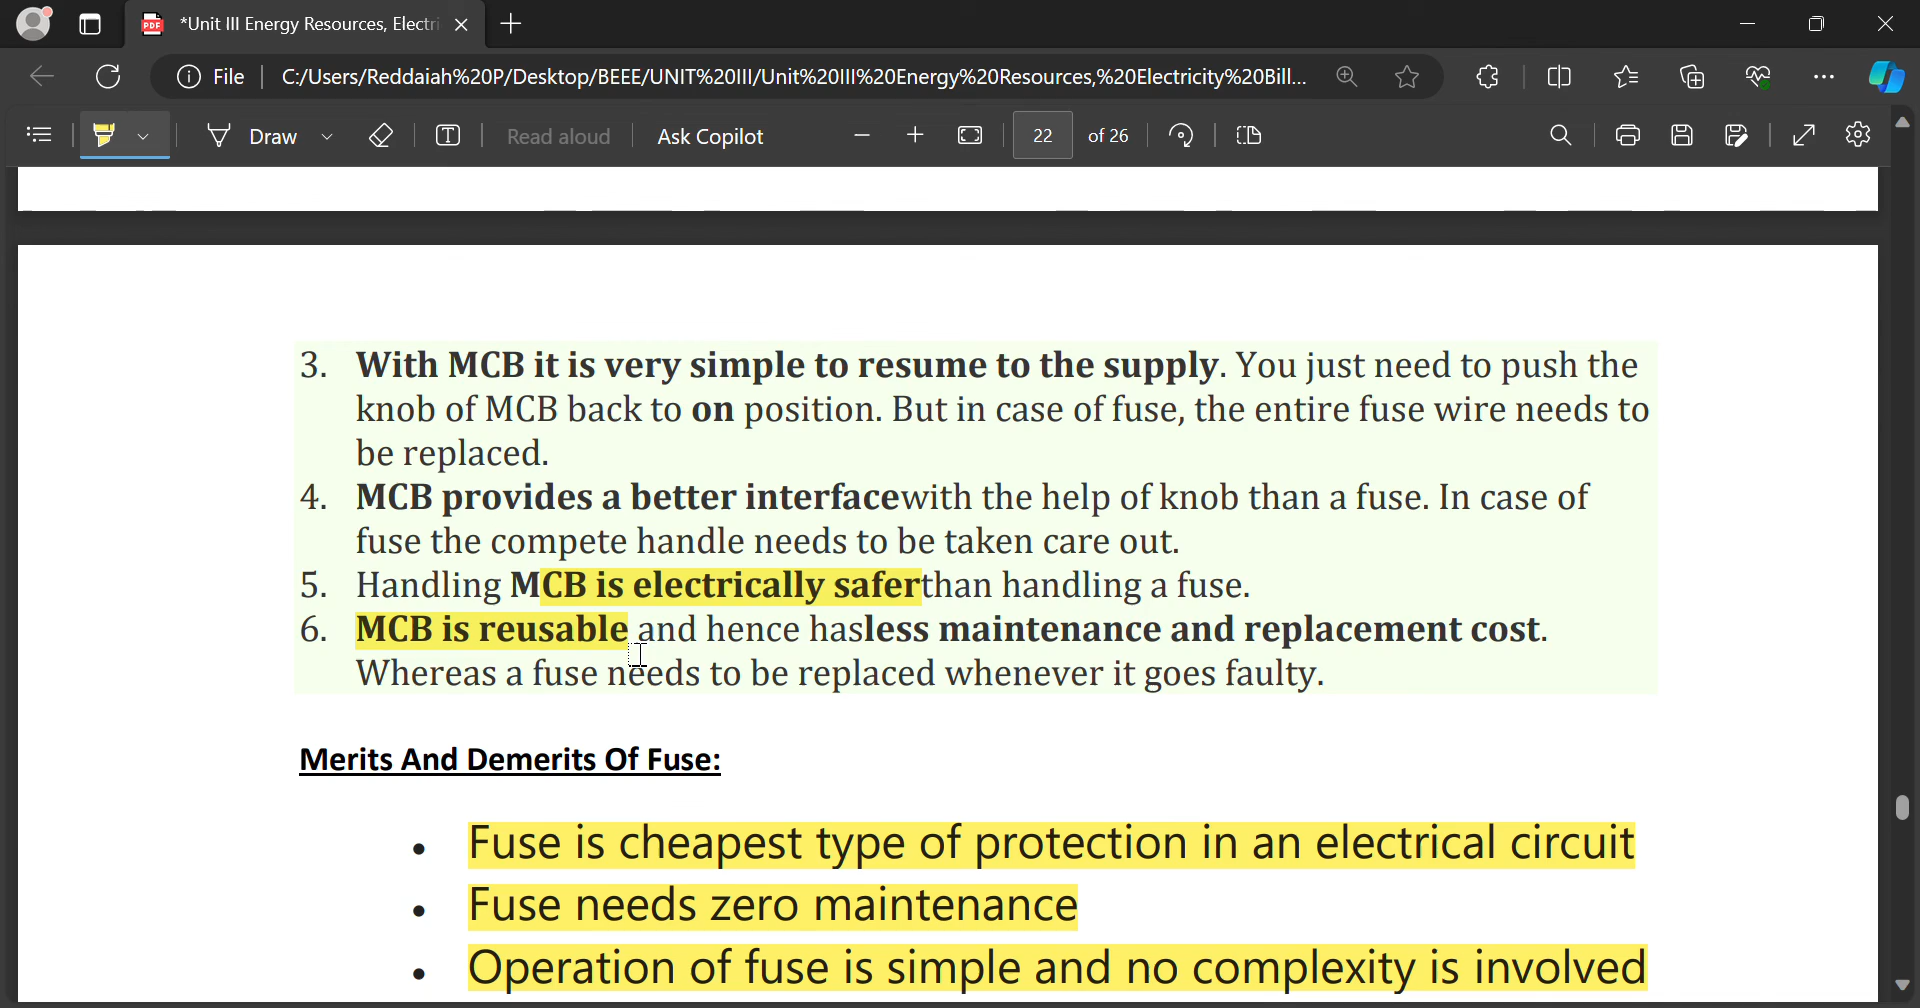 *Unit III Energy Resources, Electri
File
C:/Users/Reddaiah%20P/Desktop/BEEE/UNIT%20III/Unit%20III%20Energy%20Resources,%20Electricity%20Bill...
Draw
Read aloud
Ask Copilot
22
of 26
3. With MCB it is very simple to resume to the supply. You just need to push the
knob of MCB back to on position. But in case of fuse, the entire fuse wire needs to
be replaced.
4. MCB provides a better interfacewith the help of knob than a fuse. In case of
fuse the compete handle needs to be taken care out.
5. Handling MCB is electrically saferthan handling a fuse.
6. MCB is reusable and hence hasless maintenance and replacement cost.
Whereas a fuse needs to be replaced whenever it goes faulty.
Merits And Demerits Of Fuse:
• Fuse is cheapest type of protection in an electrical circuit
• Fuse needs zero maintenance
• Operation of fuse is simple and no complexity is involved